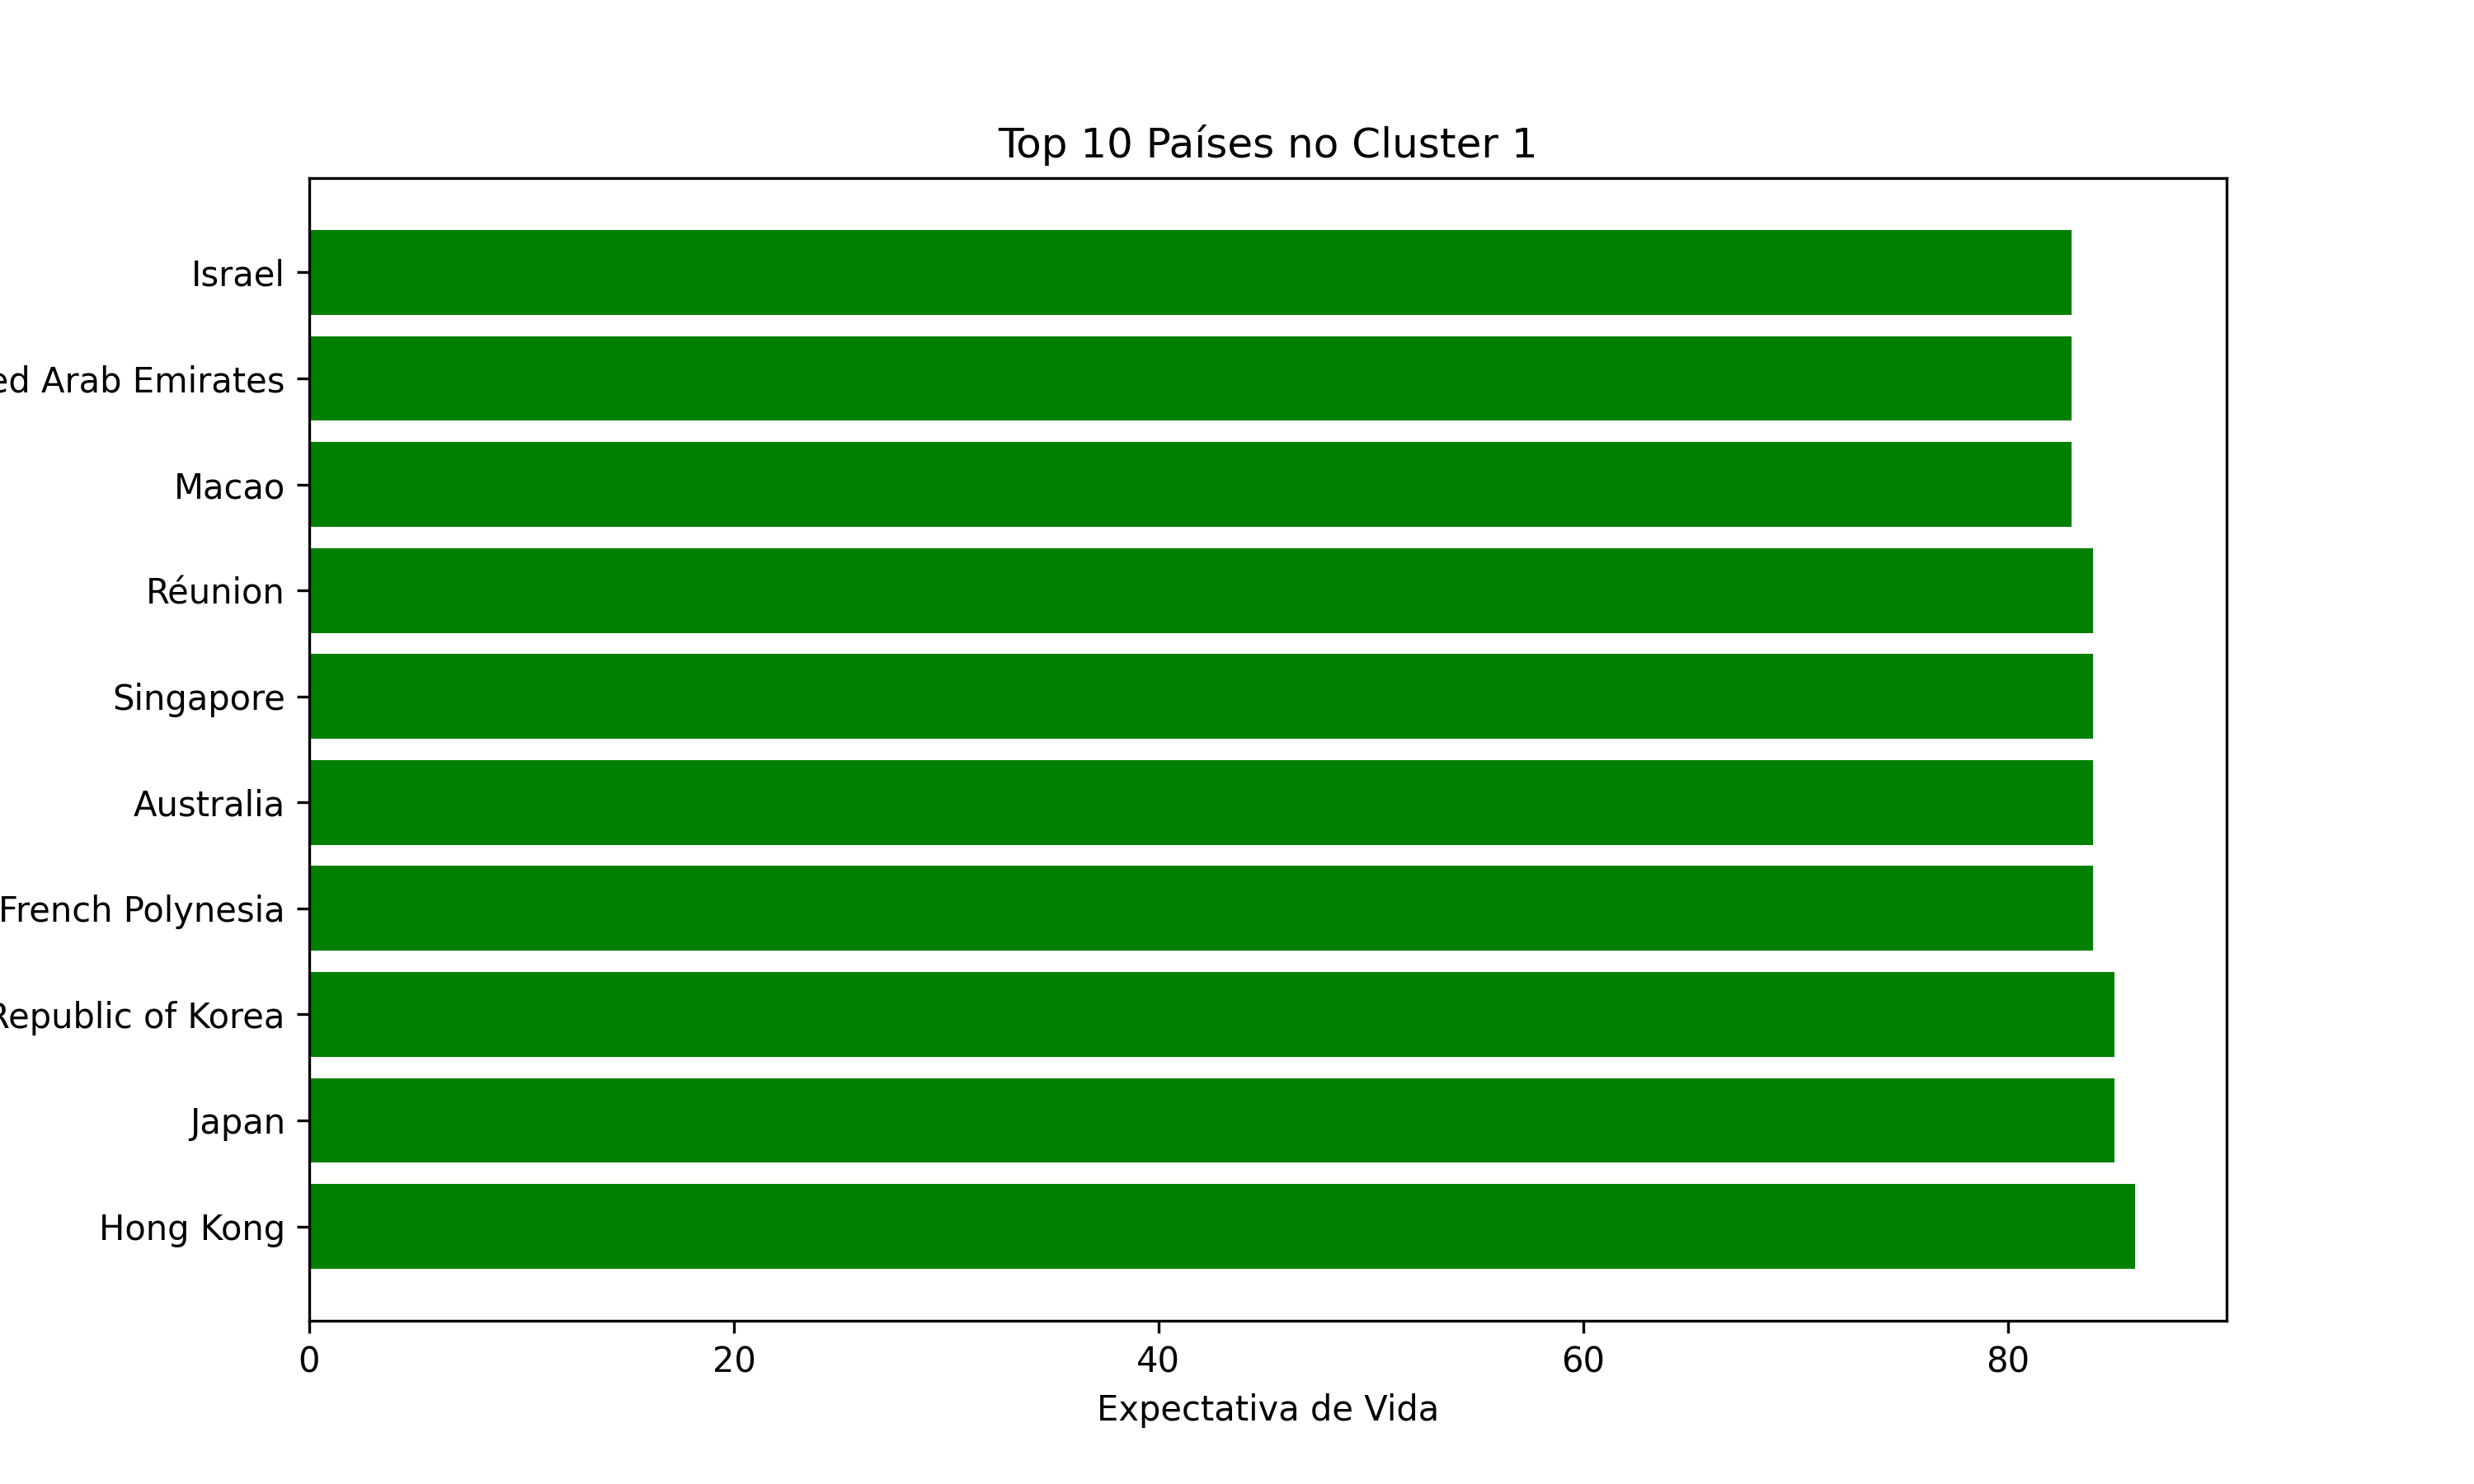 Top 10 Países no Cluster 1
Israel
ed Arab Emirates
Macao
Réunion
Singapore
Australia
French Polynesia
Republic of Korea
Japan
Hong Kong
0 20 40 60 80
Expectativa de Vida